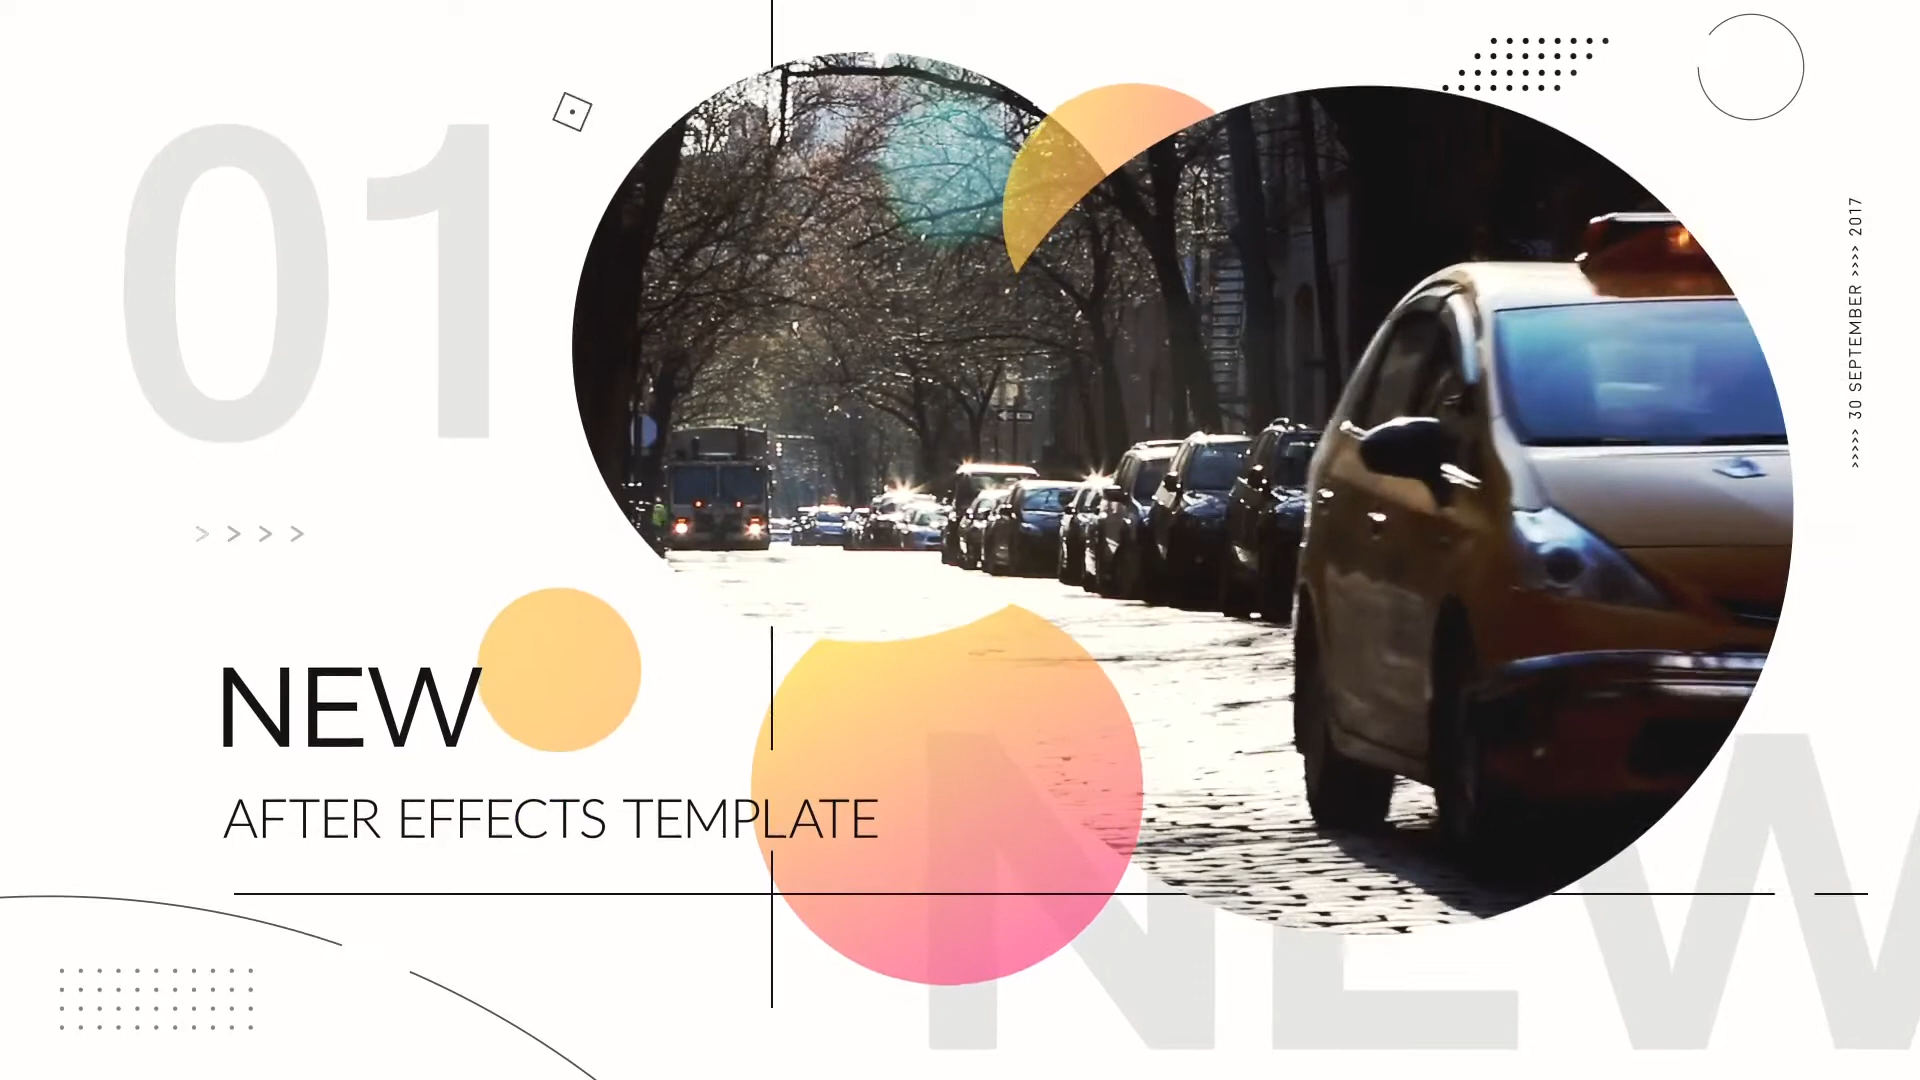 01
> > > >
NEW
AFTER EFFECTS TEMPLATE
>>>>> 30 SEPTEMBER >>>> 2017
NEW